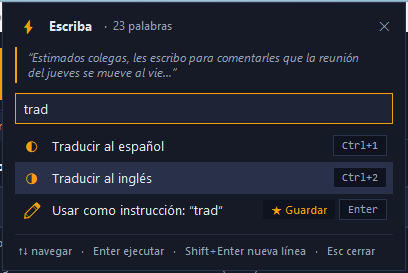 Escriba · 23 palabras
“Estimados colegas, les escribo para comentarles que la reunión
del jueves se mueve al vie...”
trad
Traducir al español Ctrl+1
Traducir al inglés Ctrl+2
Usar como instrucción: “trad” ★ Guardar Enter
↑↓ navegar · Enter ejecutar · Shift+Enter nueva línea · Esc cerrar